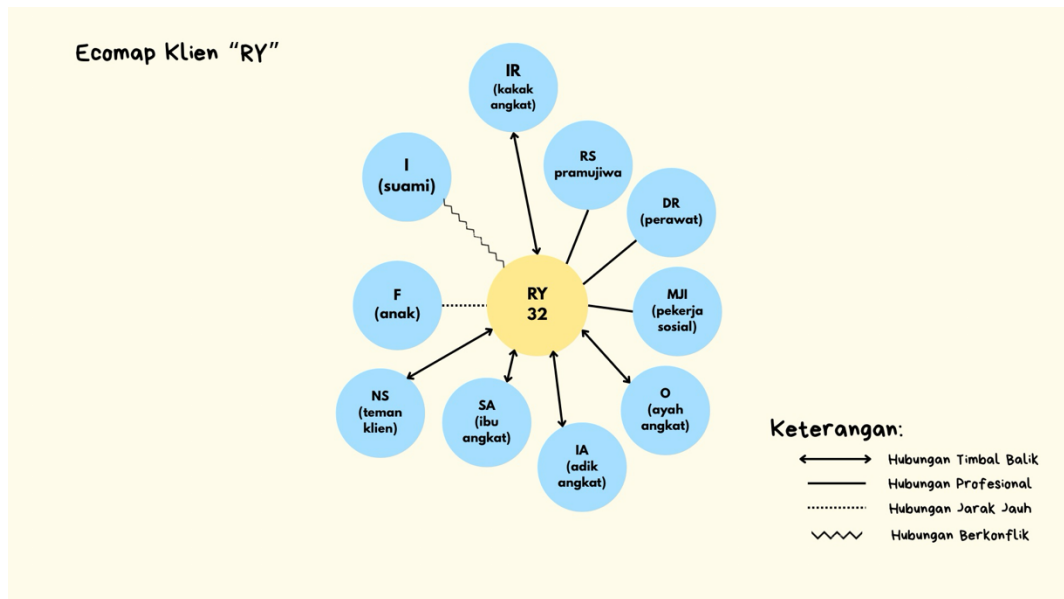 Ecomap Klien "RY"
IR
(kakak
angkat)
RS
pramujiwa
I
(suami)
DR
(perawat)
F
(anak)
RY
32
MJI
(pekerja
sosial)
NS
(teman
klien)
SA
(ibu
angkat)
IA
(adik
angkat)
O
(ayah
angkat)
Keterangan:
Hubungan Timbal Balik
Hubungan Profesional
Hubungan Jarak Jauh
Hubungan Berkonflik